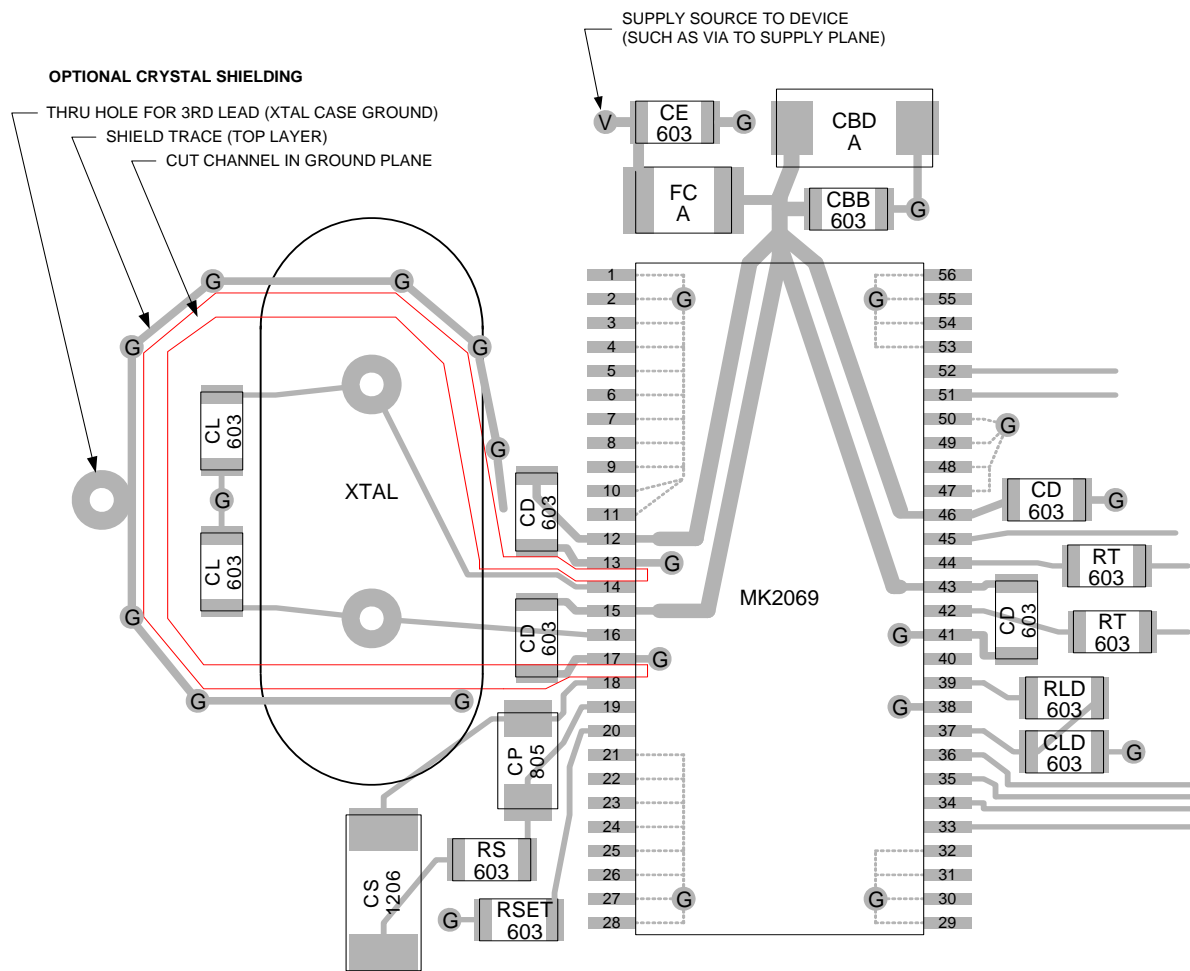 SUPPLY SOURCE TO DEVICE
(SUCH AS VIA TO SUPPLY PLANE)
OPTIONAL CRYSTAL SHIELDING
THRU HOLE FOR 3RD LEAD (XTAL CASE GROUND)
SHIELD TRACE (TOP LAYER)
CUT CHANNEL IN GROUND PLANE
V
CE
603
G
CBD
A
FC
A
CBB
603
G
G
G
G
G
G
G
G
G
CL
603
G
CL
603
XTAL
CD
603
G
CD
603
G
CP
805
CS
1206
RS
603
G
RSET
603
1
2
3
4
5
6
7
8
9
10
11
12
13
14
15
16
17
18
19
20
21
22
23
24
25
26
27
28
G
G
MK2069
G
G
G
G
56
55
54
53
52
51
50
49
48
47
46
45
44
43
42
41
40
39
38
37
36
35
34
33
32
31
30
29
G
CD
603
G
RT
603
CD
603
RT
603
RLD
603
CLD
603
G